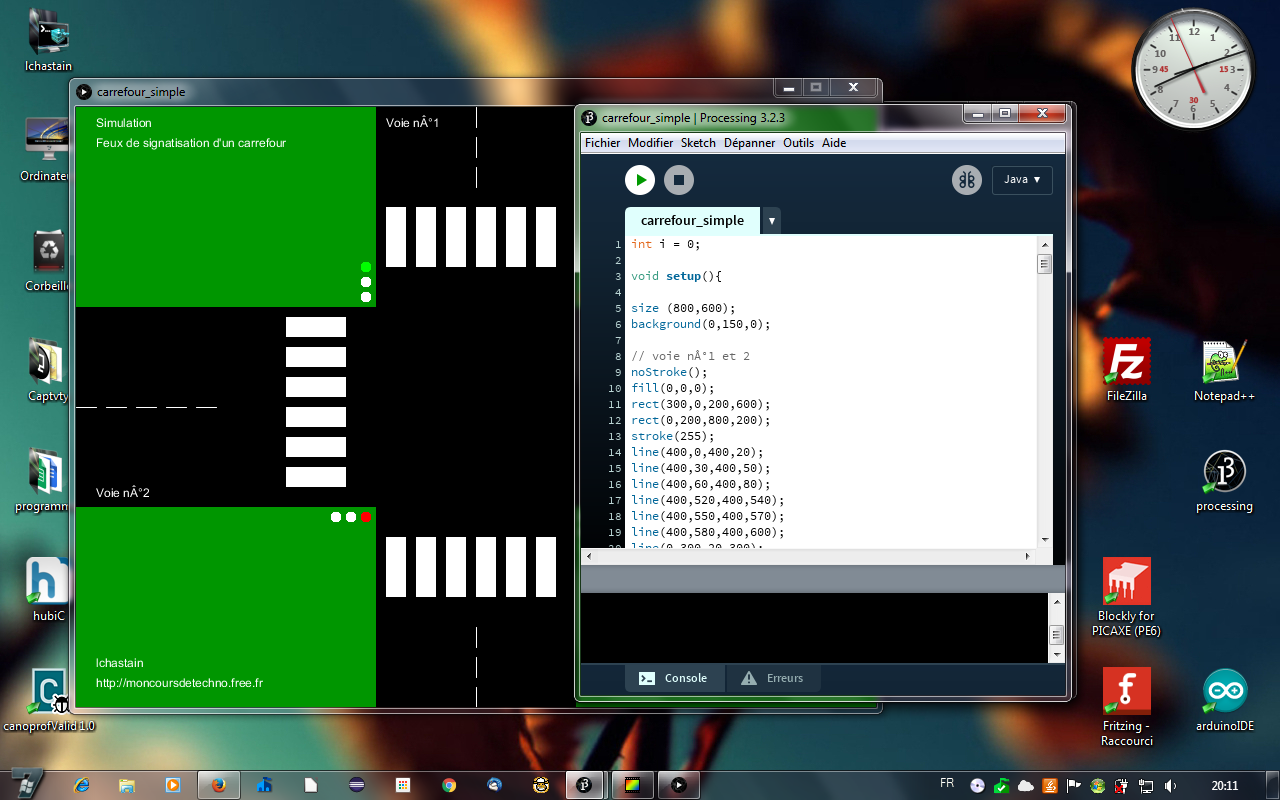 lchastain
Ordinateu
Corbeille
Captvty
programm
hubiC
canoprofValid 1.0
carrefour_simple
Simulation
Feux de signatisation d'un carrefour
Voie nÂ°1
Voie nÂ°2
lchastain
http://moncoursdetechno.free.fr
carrefour_simple | Processing 3.2.3
Fichier Modifier Sketch Dépanner Outils Aide
Java
carrefour_simple
1 int i = 0;
2
3 void setup(){
4
5 size (800,600);
6 background(0,150,0);
7
8 // voie nÂ°1 et 2
9 noStroke();
10 fill(0,0,0);
11 rect(300,0,200,600);
12 rect(0,200,800,200);
13 stroke(255);
14 line(400,0,400,20);
15 line(400,30,400,50);
16 line(400,60,400,80);
17 line(400,520,400,540);
18 line(400,550,400,570);
19 line(400,580,400,600);
20 line(0,300,20,300);
Console Erreurs
12
1
2
3
4
5
6
7
8
9
10
11
15
30
45
FileZilla
Notepad++
processing
Blockly for
PICAXE (PE6)
Fritzing -
Raccourci
arduinoIDE
FR
20:11